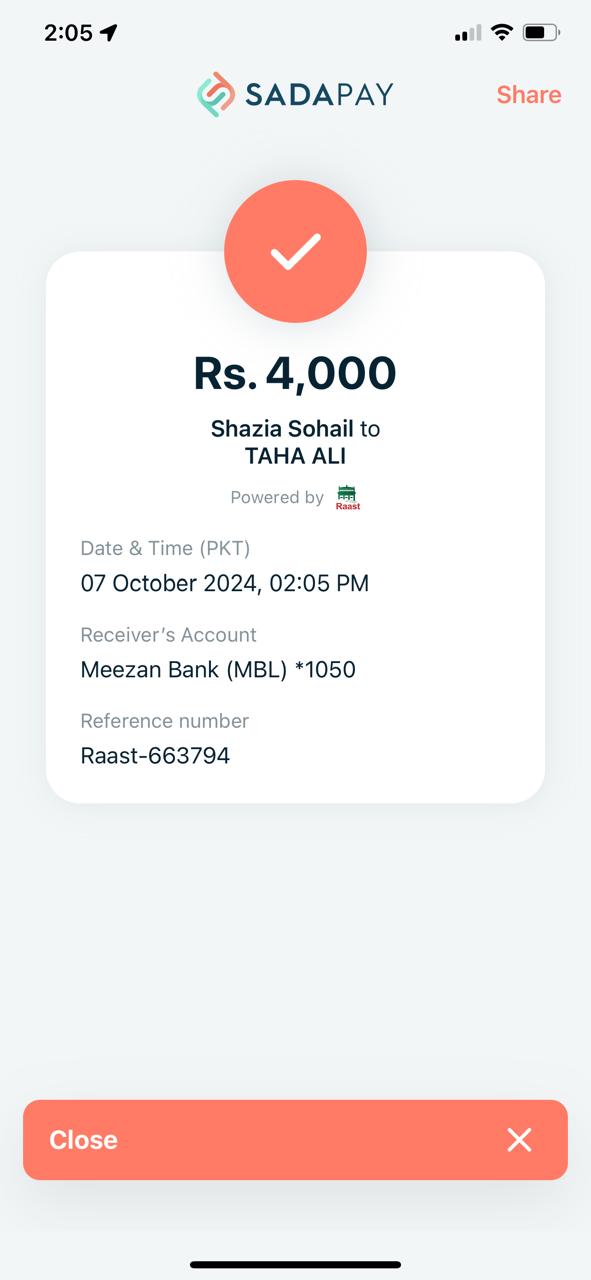 2:05
SADAPAY
Share
Rs. 4,000
Shazia Sohail to
TAHA ALI
Powered by Raast
Date & Time (PKT)
07 October 2024, 02:05 PM
Receiver’s Account
Meezan Bank (MBL) *1050
Reference number
Raast-663794
Close